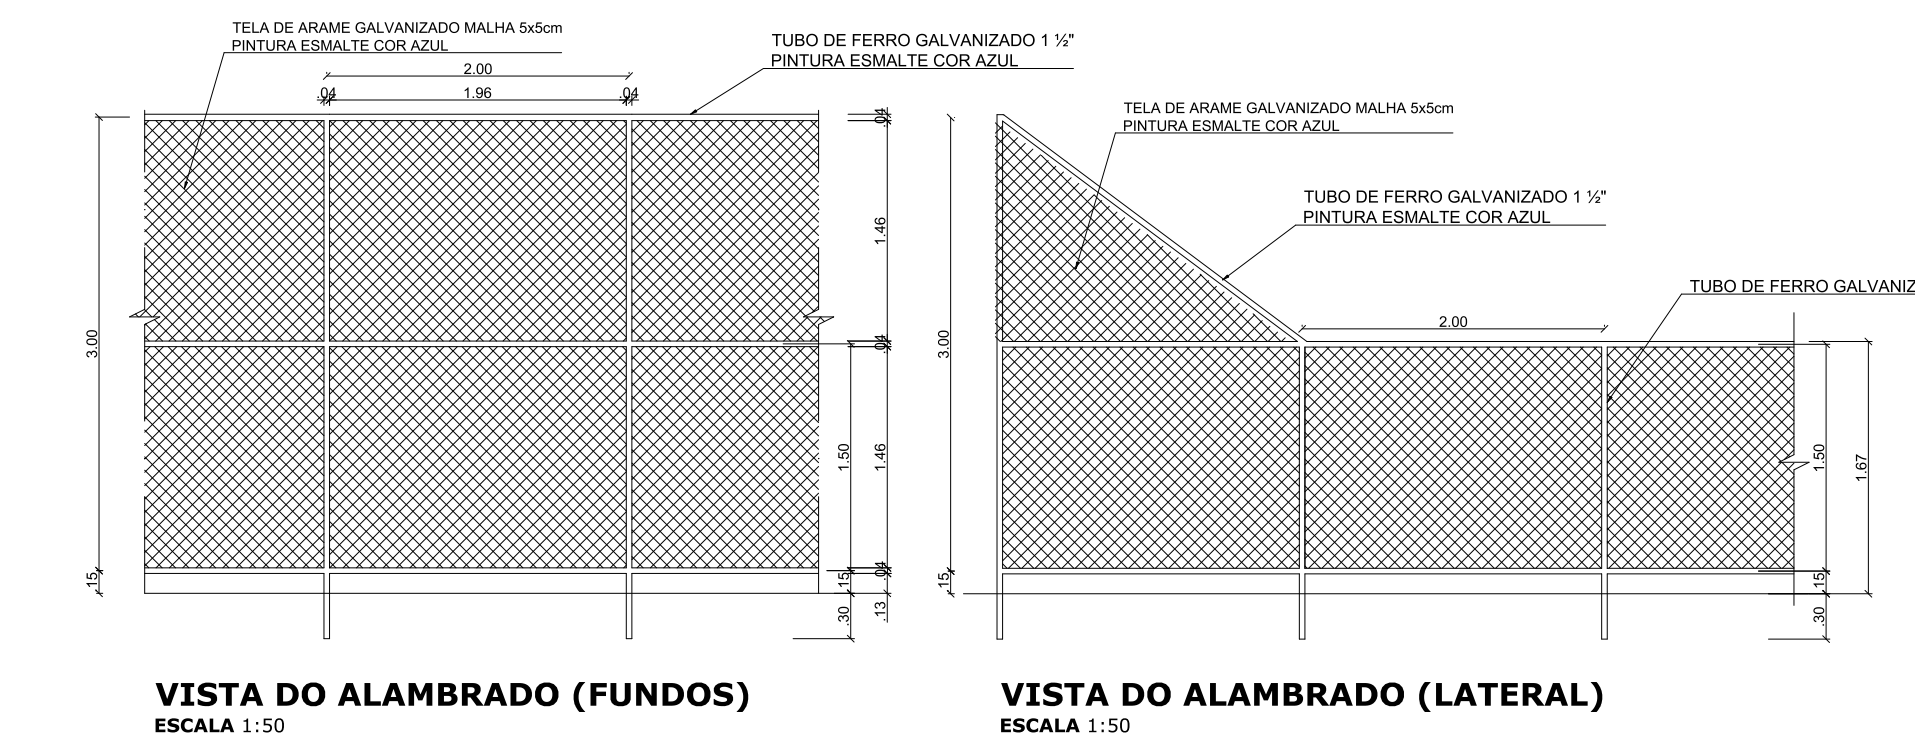 TELA DE ARAME GALVANIZADO MALHA 5x5cm
PINTURA ESMALTE COR AZUL
TUBO DE FERRO GALVANIZADO 1 ½"
PINTURA ESMALTE COR AZUL
2.00
.04
1.96
.04
3.00
.15
.04
1.46
.04
1.50
1.46
.15
.04
.30
.13
VISTA DO ALAMBRADO (FUNDOS)
ESCALA 1:50
TELA DE ARAME GALVANIZADO MALHA 5x5cm
PINTURA ESMALTE COR AZUL
TUBO DE FERRO GALVANIZADO 1 ½"
PINTURA ESMALTE COR AZUL
TUBO DE FERRO GALVANIZ
2.00
3.00
.15
1.50
1.67
.15
.30
VISTA DO ALAMBRADO (LATERAL)
ESCALA 1:50